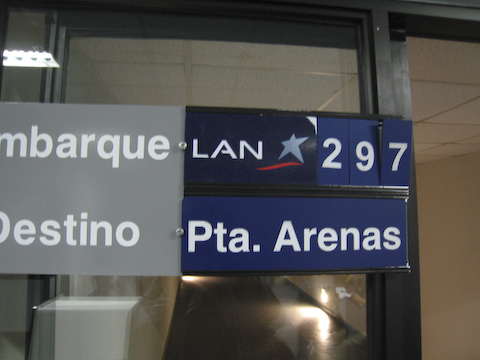 mbarque LAN 297
Destino Pta. Arenas